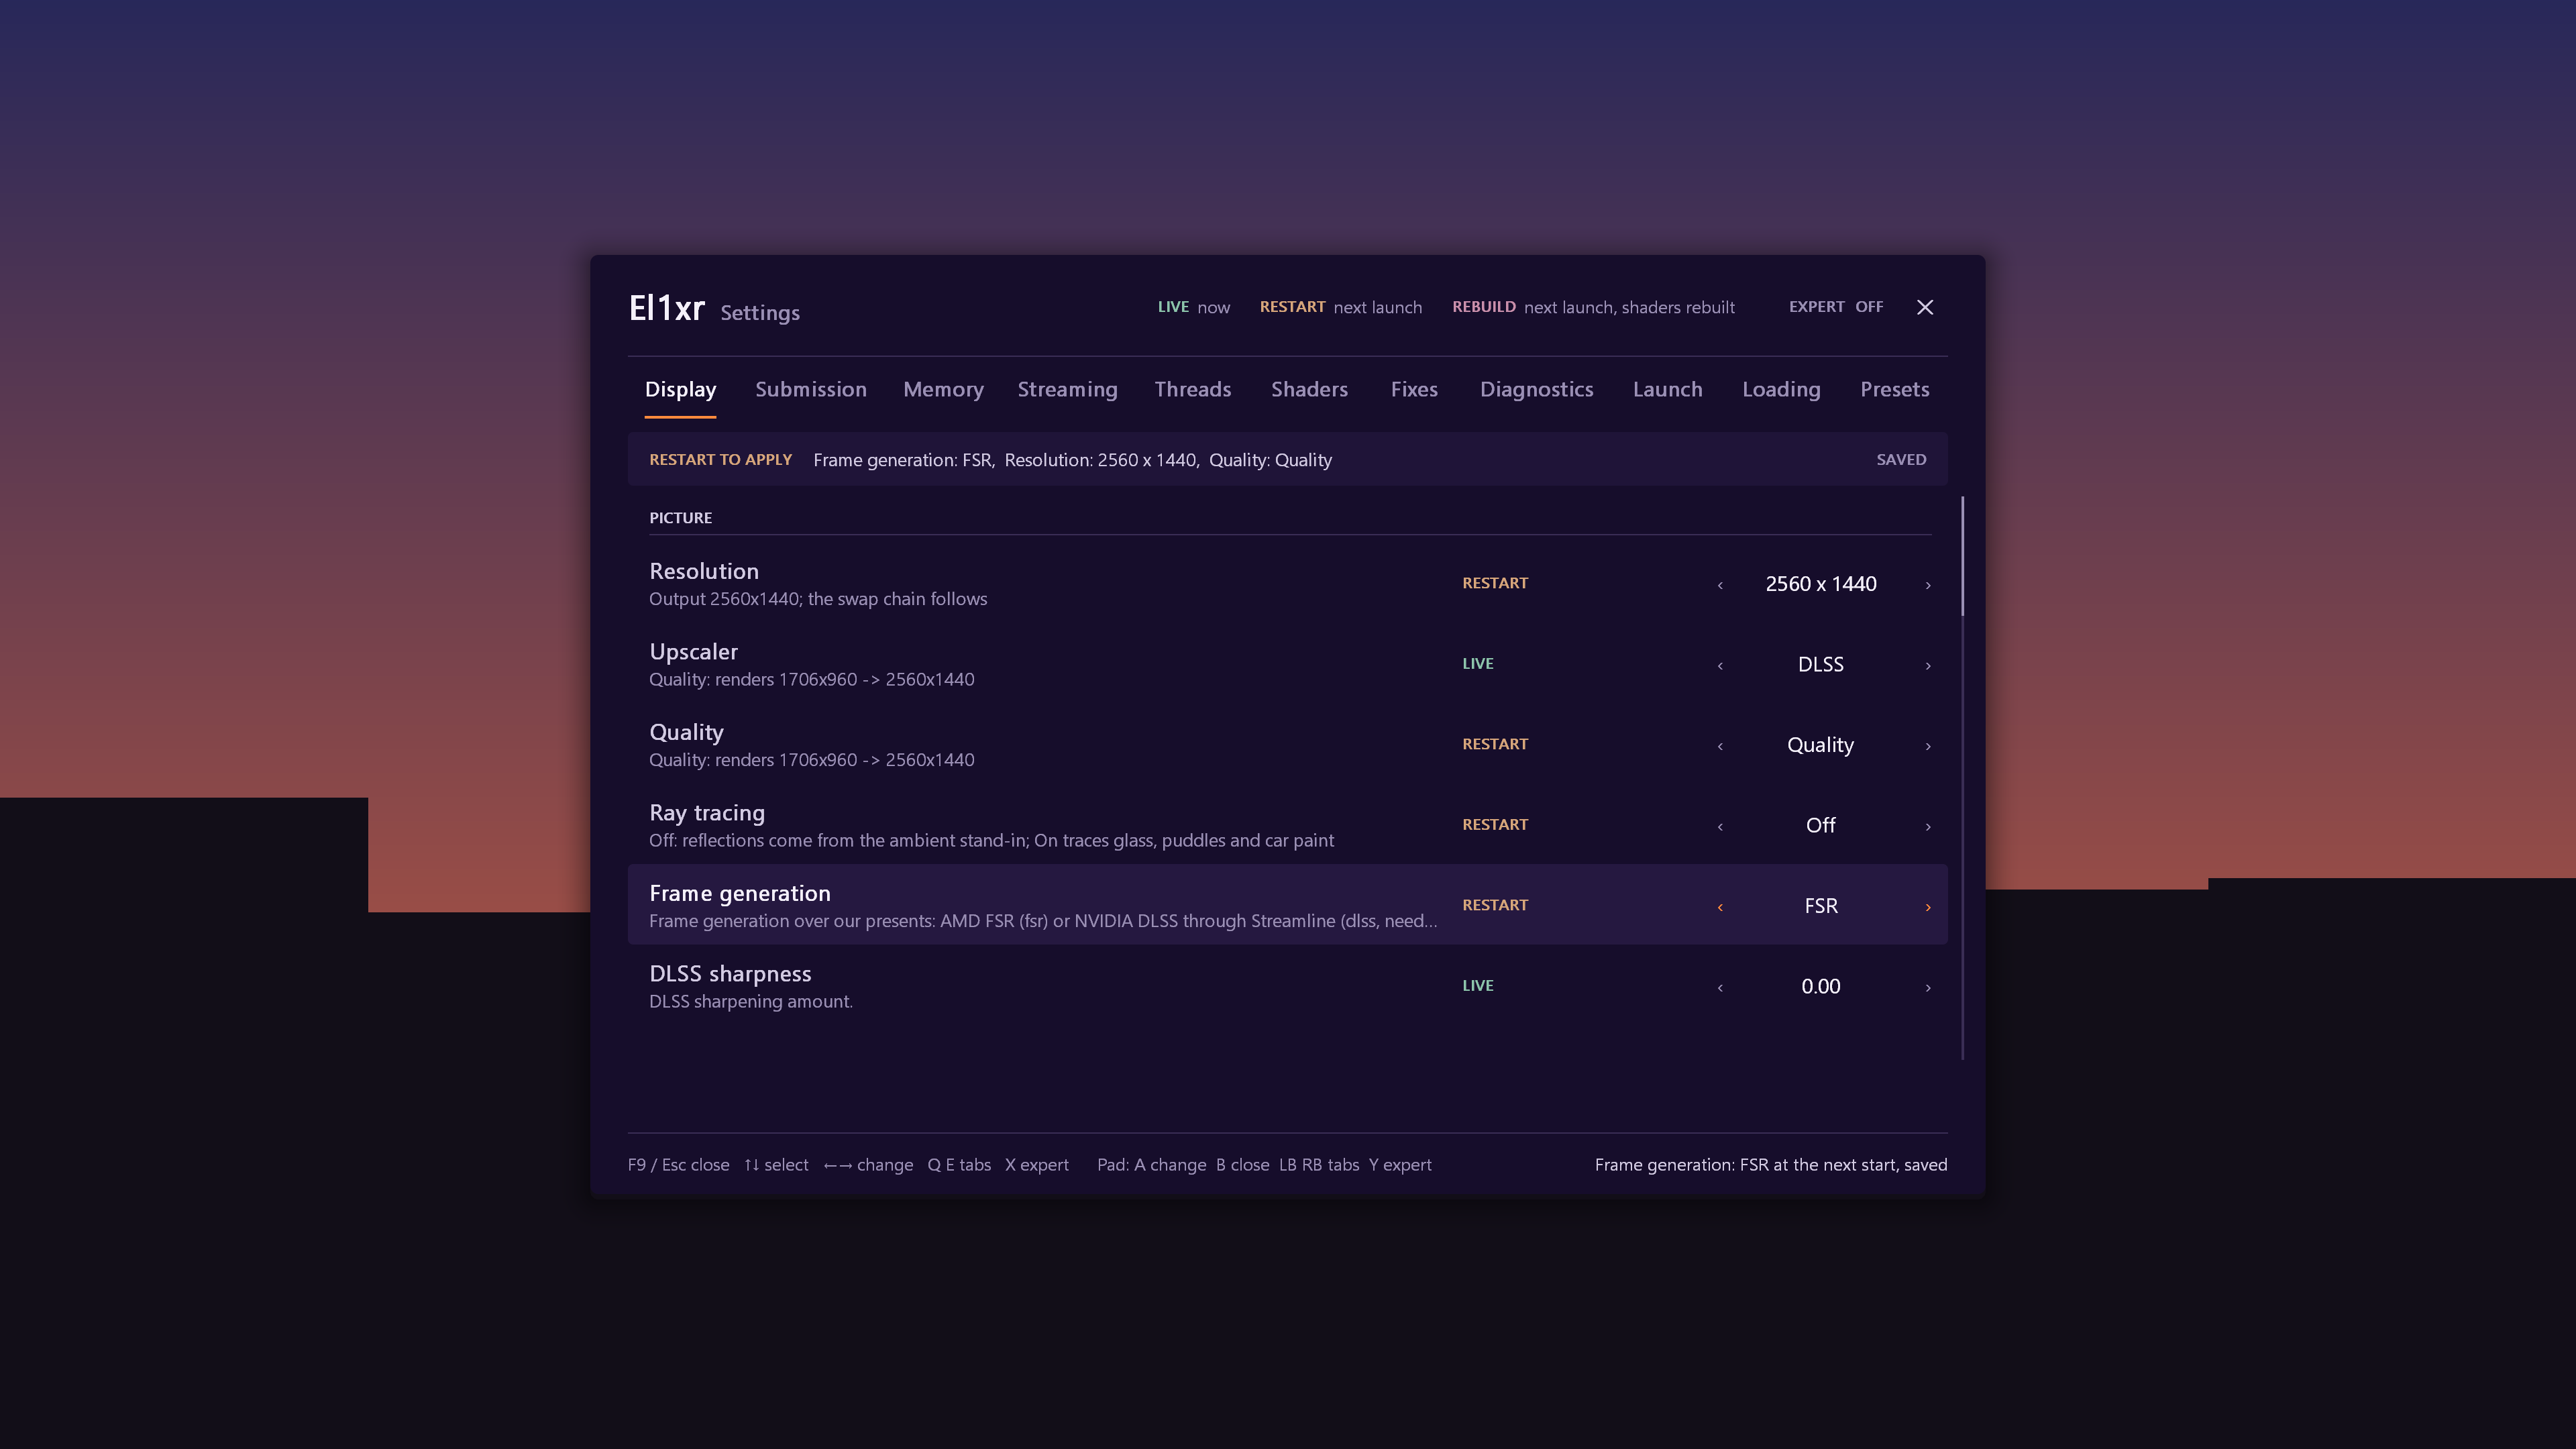 El1xr Settings LIVE now RESTART next launch REBUILD next launch, shaders rebuilt EXPERT OFF
Display Submission Memory Streaming Threads Shaders Fixes Diagnostics Launch Loading Presets
RESTART TO APPLY Frame generation: FSR, Resolution: 2560 x 1440, Quality: Quality SAVED
PICTURE
Resolution
Output 2560x1440; the swap chain follows
RESTART ‹ 2560 x 1440 ›
Upscaler
Quality: renders 1706x960 -> 2560x1440
LIVE ‹ DLSS ›
Quality
Quality: renders 1706x960 -> 2560x1440
RESTART ‹ Quality ›
Ray tracing
Off: reflections come from the ambient stand-in; On traces glass, puddles and car paint
RESTART ‹ Off ›
Frame generation
Frame generation over our presents: AMD FSR (fsr) or NVIDIA DLSS through Streamline (dlss, need...
RESTART ‹ FSR ›
DLSS sharpness
DLSS sharpening amount.
LIVE ‹ 0.00 ›
F9 / Esc close ↑↓ select ←→ change Q E tabs X expert Pad: A change B close LB RB tabs Y expert Frame generation: FSR at the next start, saved